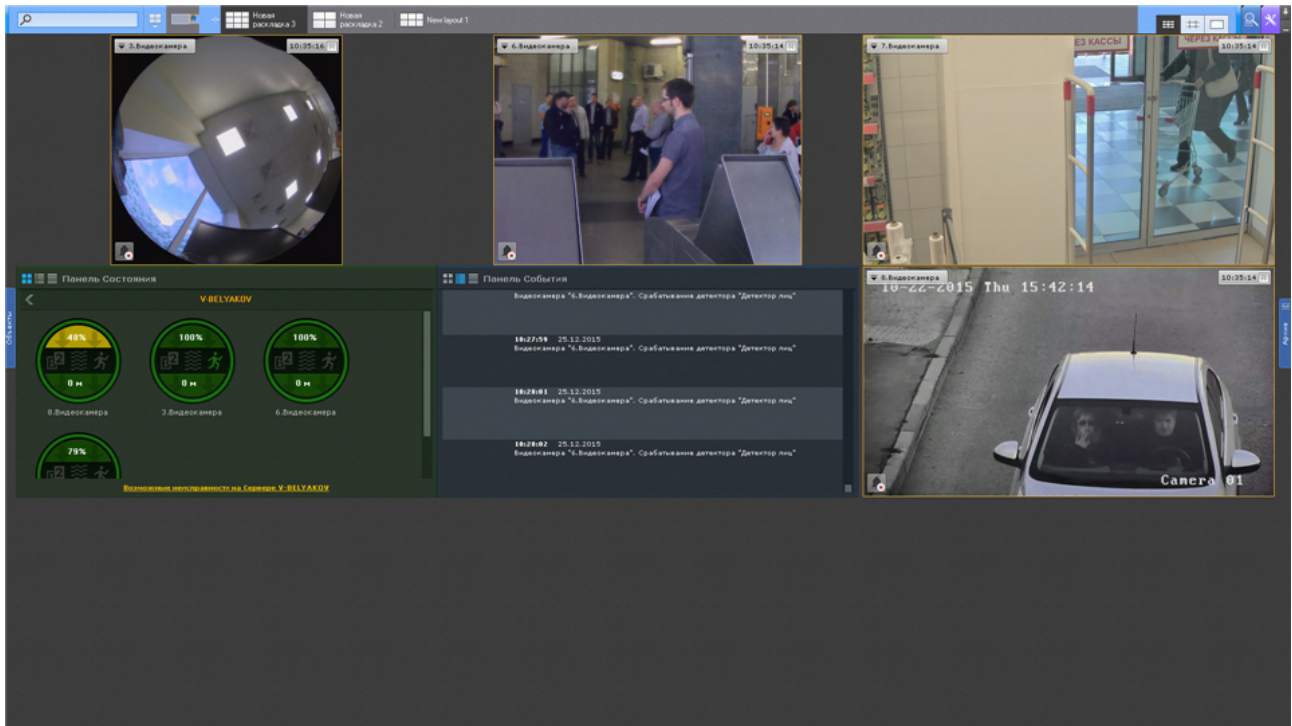 Новая
раскладка 3
Новая
раскладка 2
New layout 1
3.Видеокамера
10:35:16
6.Видеокамера
10:35:14
7.Видеокамера
10:35:14
ЕЗ КАССЫ
ЧЕРЕЗ
Панель Состояния
V-BELYAKOV
40%
0 м
8.Видеокамера
100%
0 м
3.Видеокамера
100%
0 м
6.Видеокамера
79%
Возможные неисправности на Сервере V-BELYAKOV
Панель События
Видеокамера "6.Видеокамера". Срабатывание детектора "Детектор лиц"
10:27:59 25.12.2015
Видеокамера "6.Видеокамера". Срабатывание детектора "Детектор лиц"
10:28:01 25.12.2015
Видеокамера "6.Видеокамера". Срабатывание детектора "Детектор лиц"
10:28:02 25.12.2015
Видеокамера "6.Видеокамера". Срабатывание детектора "Детектор лиц"
8.Видеокамера
10:35:14
10-22-2015 Thu 15:42:14
Camera 01
Объекты
Архив